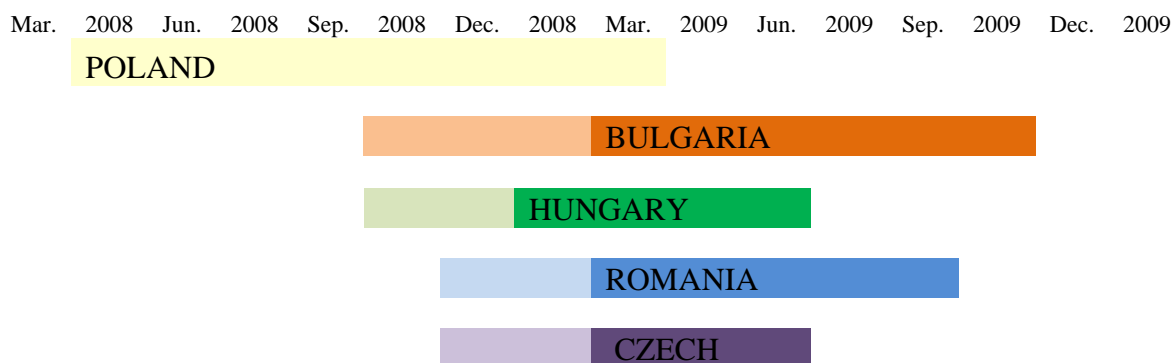 Mar. 2008 Jun. 2008 Sep. 2008 Dec. 2008 Mar. 2009 Jun. 2009 Sep. 2009 Dec. 2009
POLAND
BULGARIA
HUNGARY
ROMANIA
CZECH